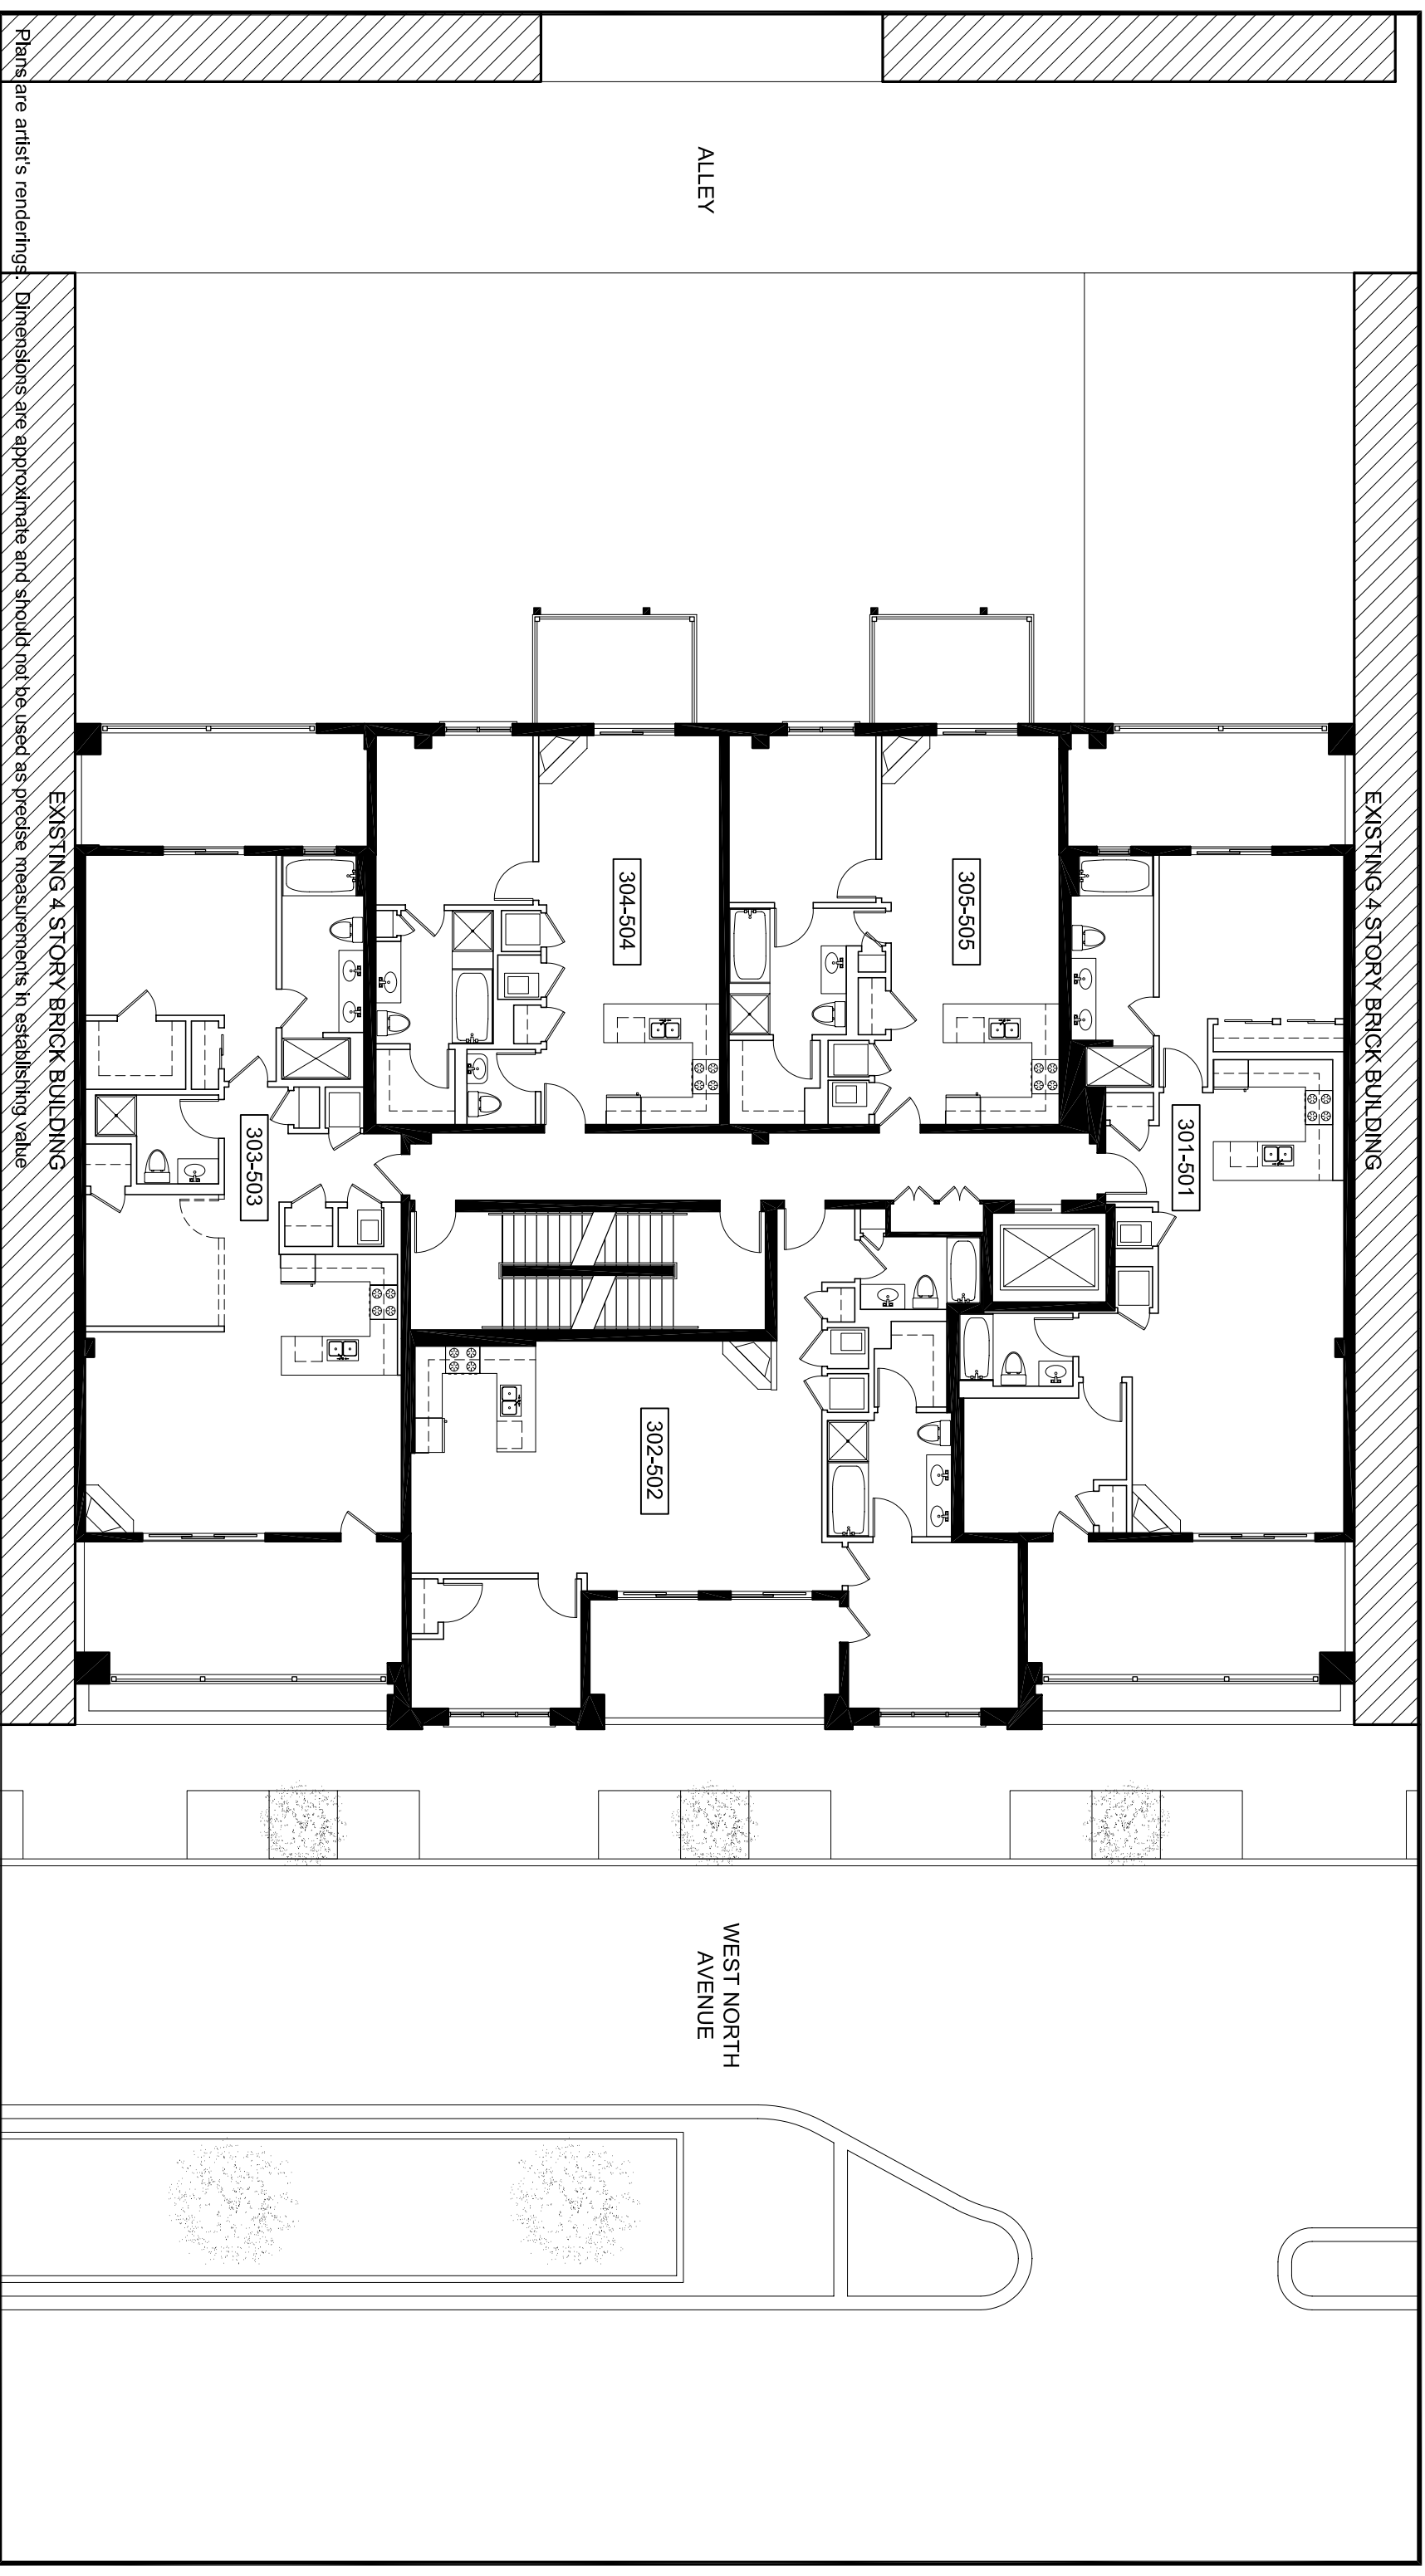 EXISTING 4 STORY BRICK BUILDING
301-501
305-505
ALLEY
304-504
302-502
WEST NORTH
AVENUE
303-503
EXISTING 4 STORY BRICK BUILDING
Plans are artist's renderings. Dimensions are approximate and should not be used as precise measurements in establishing value